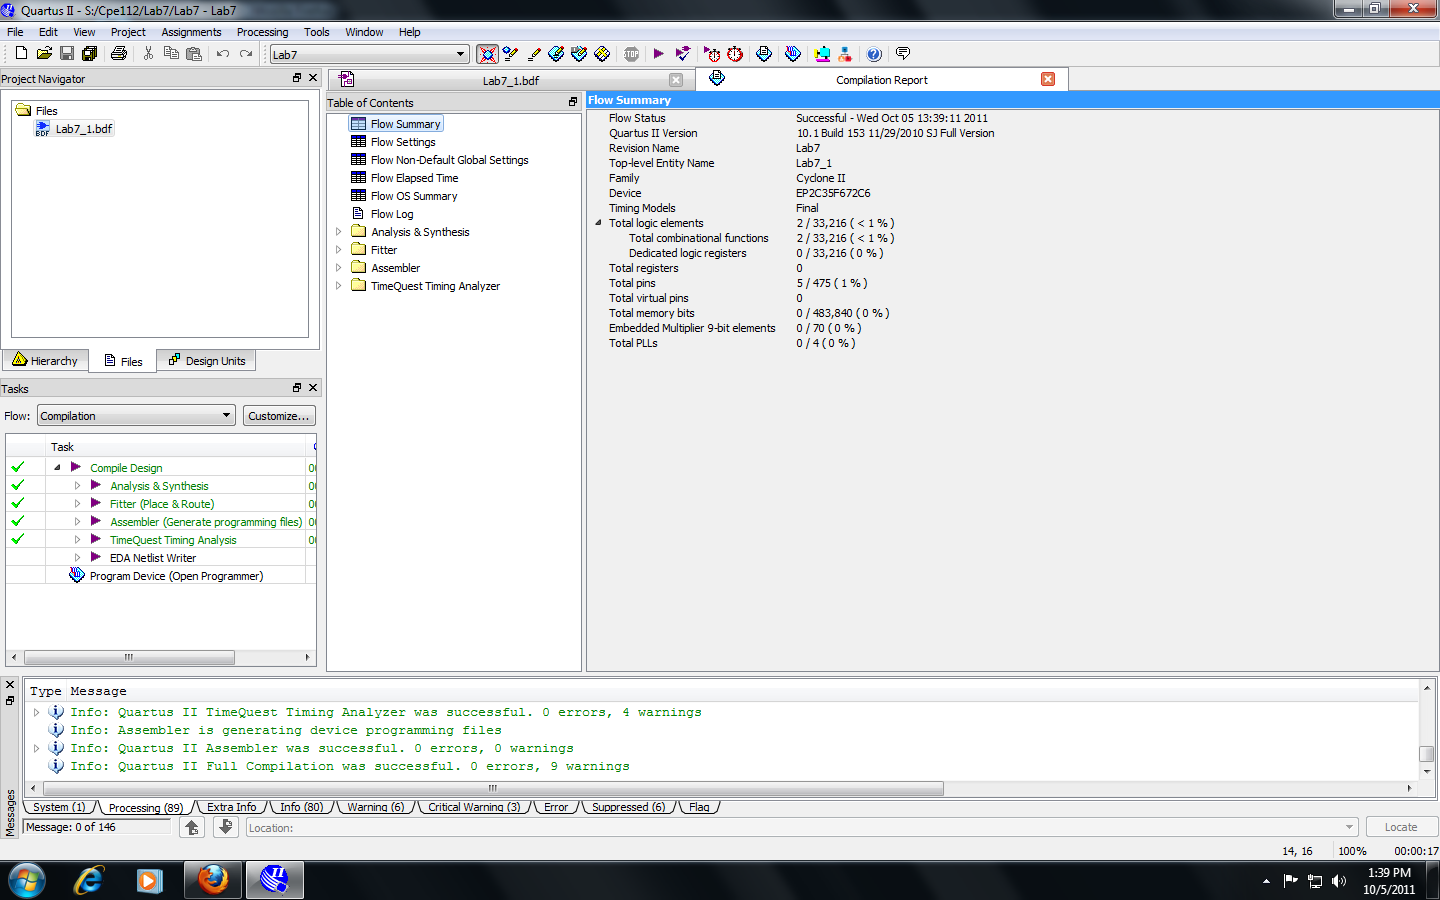 Quartus II - S:/Cpe112/Lab7/Lab7 - Lab7
File Edit View Project Assignments Processing Tools Window Help
Lab7
STOP
Project Navigator
Files
BDF Lab7_1.bdf
Hierarchy Files Design Units
Tasks
Flow: Compilation Customize...
Task
Compile Design 00
Analysis & Synthesis 00
Fitter (Place & Route) 00
Assembler (Generate programming files) 00
TimeQuest Timing Analysis 00
EDA Netlist Writer
Program Device (Open Programmer)
Lab7_1.bdf Compilation Report
Table of Contents
Flow Summary
Flow Settings
Flow Non-Default Global Settings
Flow Elapsed Time
Flow OS Summary
Flow Log
Analysis & Synthesis
Fitter
Assembler
TimeQuest Timing Analyzer
Flow Summary
Flow Status Successful - Wed Oct 05 13:39:11 2011
Quartus II Version 10.1 Build 153 11/29/2010 SJ Full Version
Revision Name Lab7
Top-level Entity Name Lab7_1
Family Cyclone II
Device EP2C35F672C6
Timing Models Final
Total logic elements 2 / 33,216 ( < 1 % )
Total combinational functions 2 / 33,216 ( < 1 % )
Dedicated logic registers 0 / 33,216 ( 0 % )
Total registers 0
Total pins 5 / 475 ( 1 % )
Total virtual pins 0
Total memory bits 0 / 483,840 ( 0 % )
Embedded Multiplier 9-bit elements 0 / 70 ( 0 % )
Total PLLs 0 / 4 ( 0 % )
Messages
Type Message
Info: Quartus II TimeQuest Timing Analyzer was successful. 0 errors, 4 warnings
Info: Assembler is generating device programming files
Info: Quartus II Assembler was successful. 0 errors, 0 warnings
Info: Quartus II Full Compilation was successful. 0 errors, 9 warnings
System (1) Processing (89) Extra Info Info (80) Warning (6) Critical Warning (3) Error Suppressed (6) Flag
Message: 0 of 146 Location: Locate
14, 16 100% 00:00:17
1:39 PM
10/5/2011